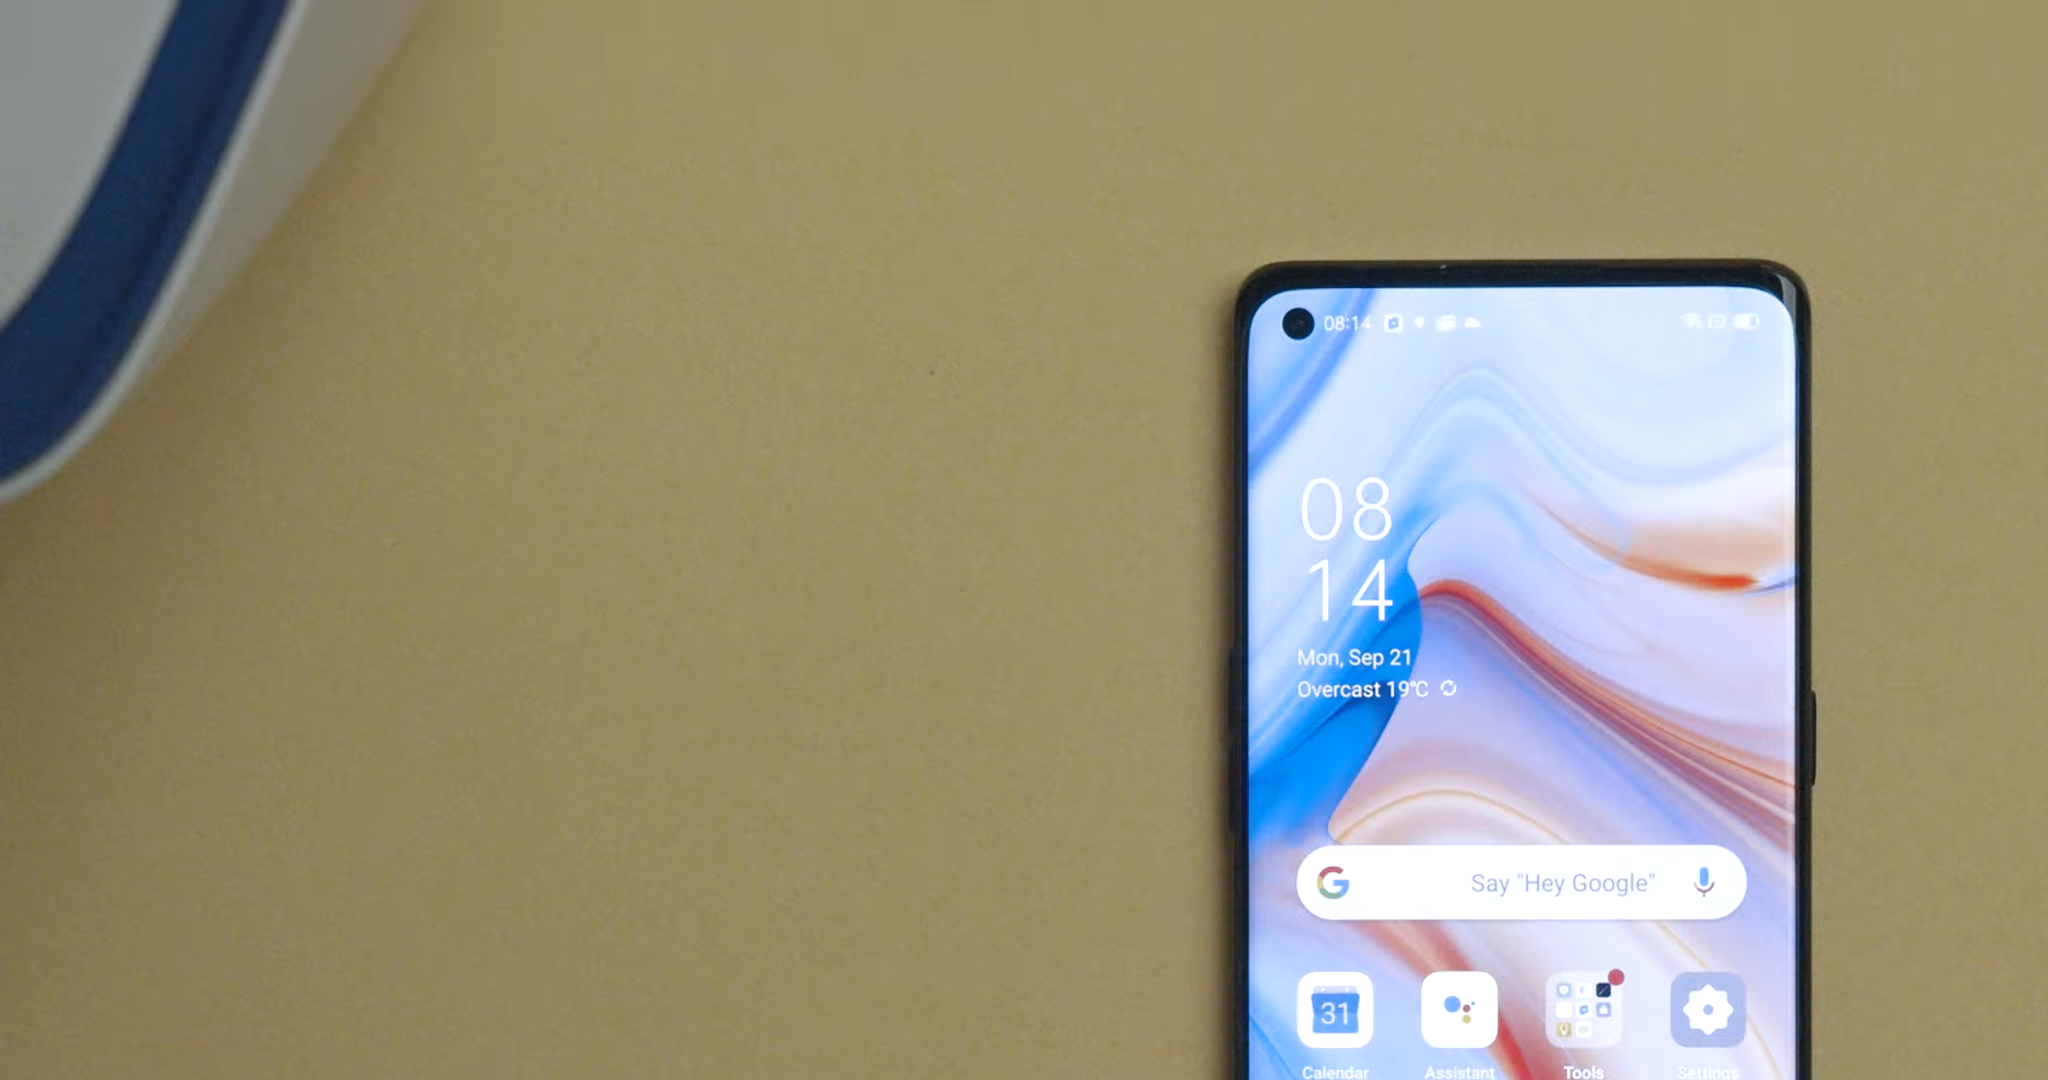 08:14
08
14
Mon, Sep 21
Overcast 19℃
G
Say "Hey Google"
31
Calendar
Assistant
Tools
Settings